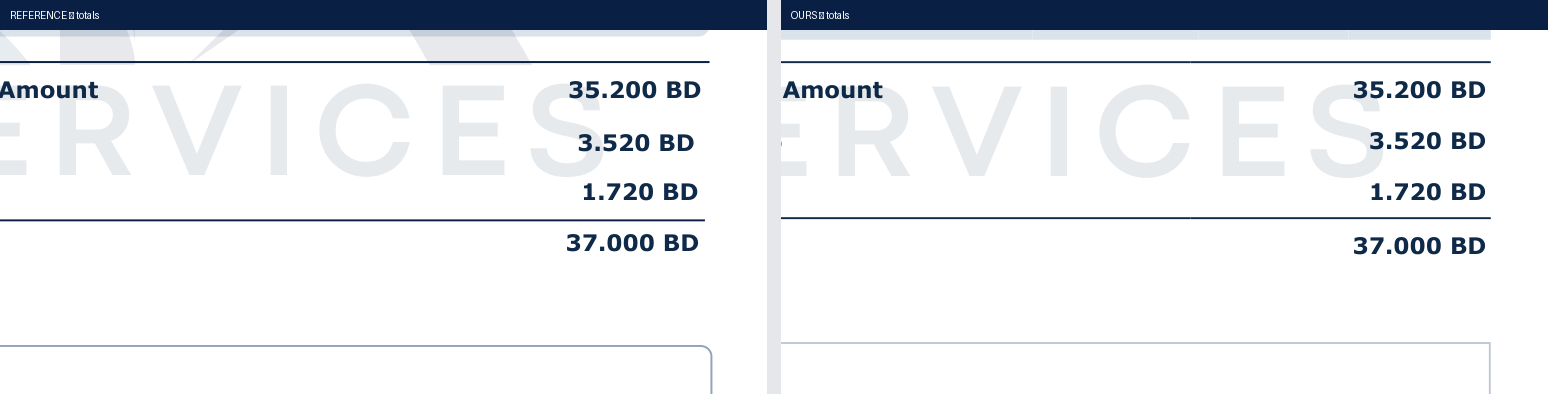 REFERENCE totals
Amount 35.200 BD
3.520 BD
1.720 BD
37.000 BD
ERVICES
OURS totals
Amount 35.200 BD
3.520 BD
1.720 BD
37.000 BD
ERVICES